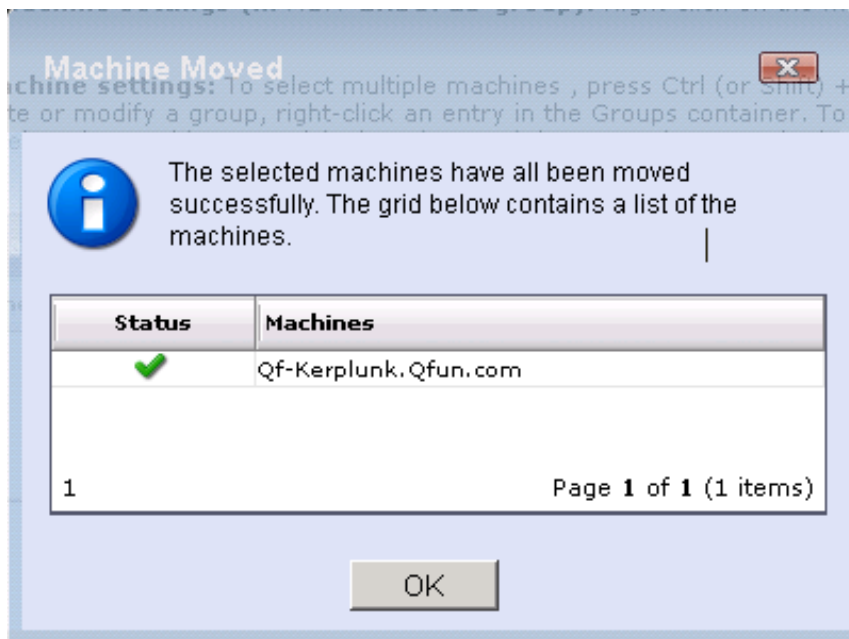 Machine Moved
achine settings: To select multiple machines , press Ctrl (or Shift) +
te or modify a group, right-click an entry in the Groups container. To
The selected machines have all been moved
successfully. The grid below contains a list of the
machines.
Status Machines
Qf-Kerplunk.Qfun.com
1 Page 1 of 1 (1 items)
OK